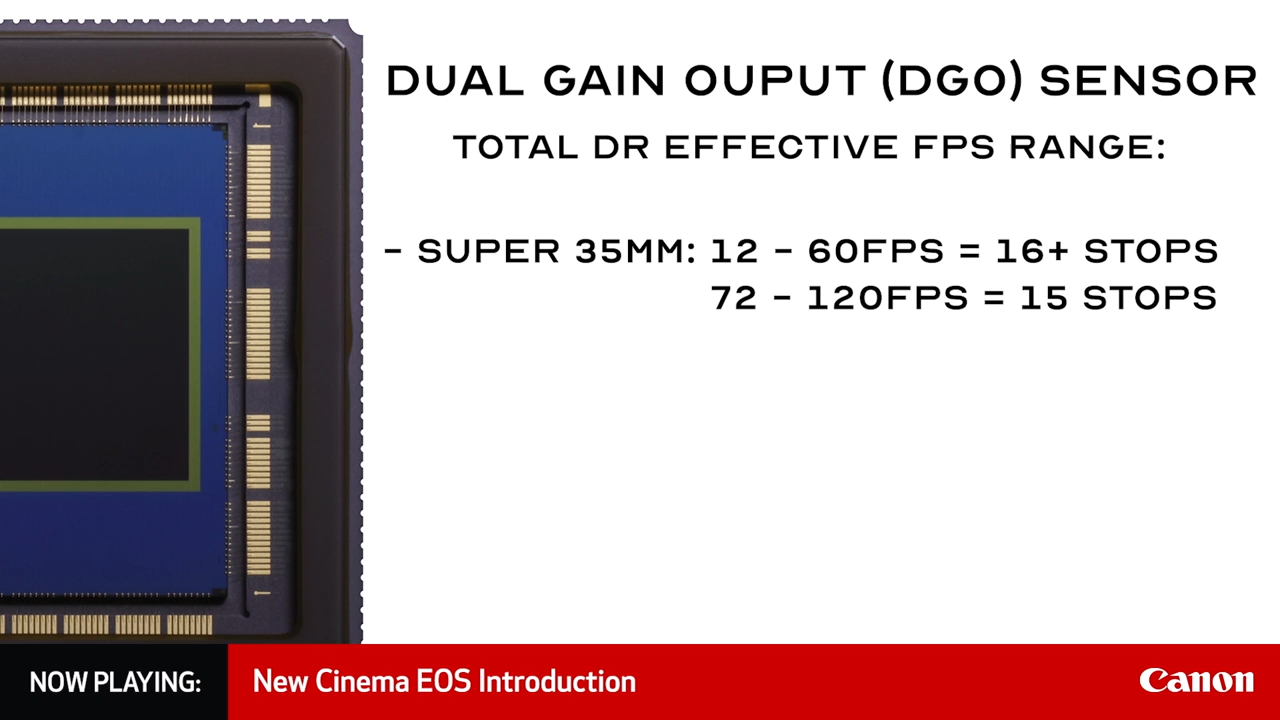 DUAL GAIN OUPUT (DGO) SENSOR
TOTAL DR EFFECTIVE FPS RANGE:
- SUPER 35MM: 12 - 60FPS = 16+ STOPS
72 - 120FPS = 15 STOPS
NOW PLAYING: New Cinema EOS Introduction Canon